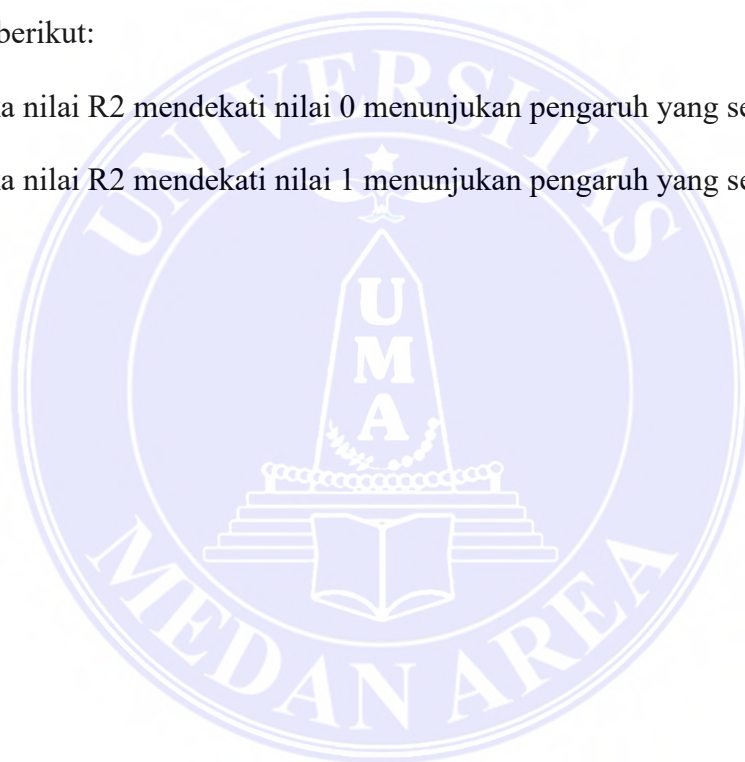 berikut:
a nilai R2 mendekati nilai 0 menunjukan pengaruh yang se
a nilai R2 mendekati nilai 1 menunjukan pengaruh yang se
UNIVERSITAS
UMA
MEDAN AREA